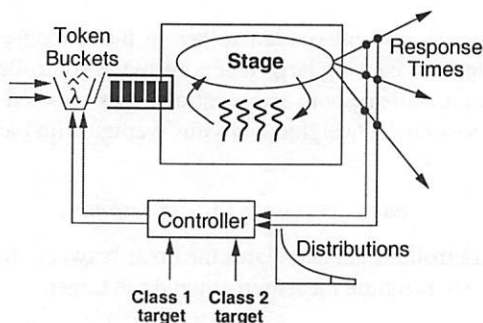 Token
Buckets
λ
Stage
Response
Times
Controller
Distributions
Class 1
target
Class 2
target